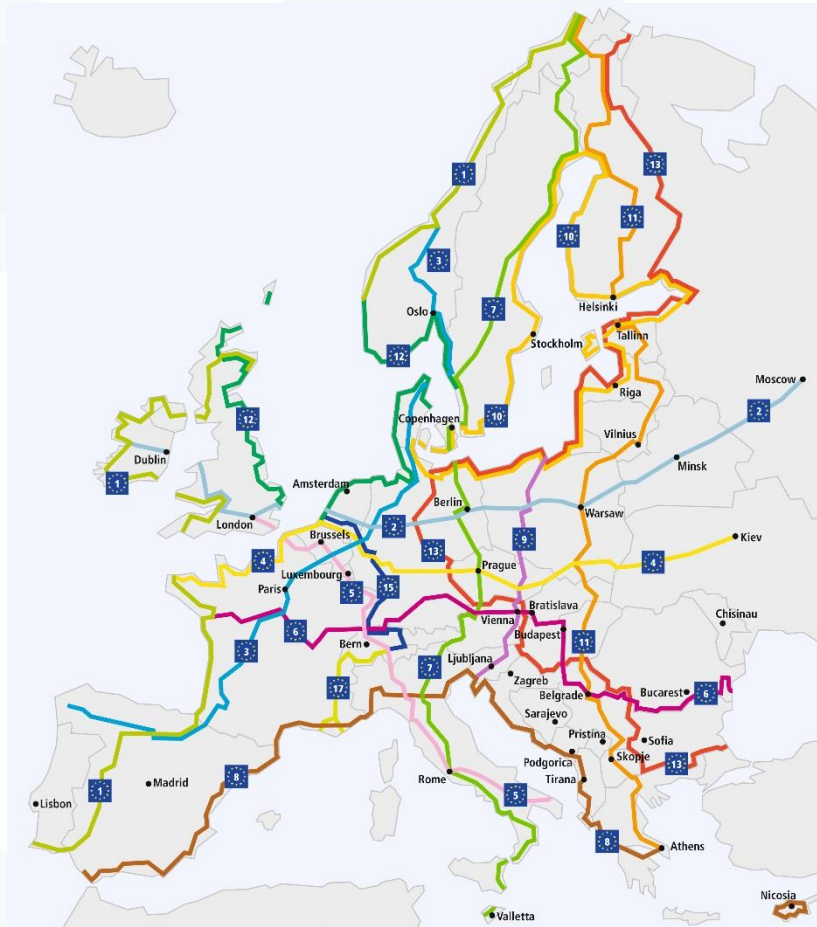 1
13
3
11
10
Oslo
7
Helsinki
12
Stockholm
Tallinn
Riga
Moscow
2
12
Copenhagen
10
Vilnius
Minsk
Dublin
1
Amsterdam
London
Berlin
2
Warsaw
Brussels
9
13
Kiev
4
4
Luxembourg
Prague
5
15
Paris
6
Vienna
Bratislava
Budapest
Chisinau
3
Bern
7
Ljubljana
11
17
Zagreb
Belgrade
Bucarest
6
Sarajevo
Pristina
Sofia
Podgorica
Skopje
13
Tirana
8
Rome
5
1
Madrid
Lisbon
8
Athens
Nicosia
Valletta